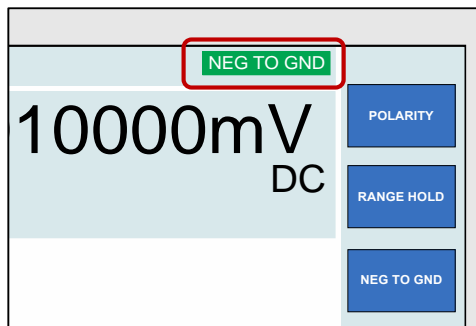 NEG TO GND
10000mV
DC
POLARITY
RANGE HOLD
NEG TO GND